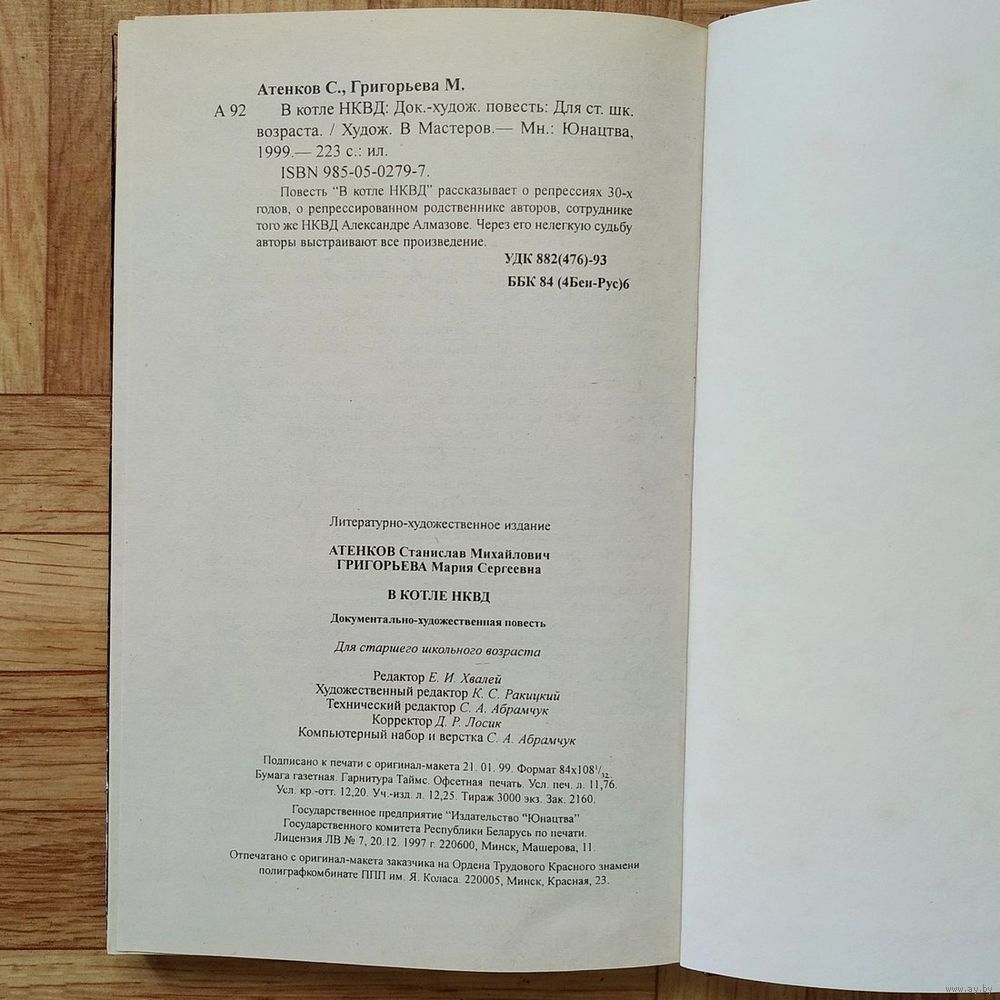 Атенков С., Григорьева М.
А 92 В котле НКВД: Док.-худож. повесть: Для ст. шк.
возраста. / Худож. В Мастеров.— Мн.: Юнацтва,
1999.— 223 с.: ил.
ISBN 985-05-0279-7.
Повесть "В котле НКВД" рассказывает о репрессиях 30-х
годов, о репрессированном родственнике авторов, сотруднике
того же НКВД Александре Алмазове. Через его нелегкую судьбу
авторы выстраивают все произведение.
УДК 882(476)-93
ББК 84 (4Беи-Рус)6
Литературно-художественное издание
АТЕНКОВ Станислав Михайлович
ГРИГОРЬЕВА Мария Сергеевна
В КОТЛЕ НКВД
Документально-художественная повесть
Для старшего школьного возраста
Редактор Е. И. Хвалей
Художественный редактор К. С. Ракицкий
Технический редактор С. А. Абрамчук
Корректор Д. Р. Лосик
Компьютерный набор и верстка С. А. Абрамчук
Подписано к печати с оригинал-макета 21. 01. 99. Формат 84х108¹/₃₂.
Бумага газетная. Гарнитура Таймс. Офсетная печать. Усл. печ. л. 11,76.
Усл. кр.-отт. 12,20. Уч.-изд. л. 12,25. Тираж 3000 экз. Зак. 2160.
Государственное предприятие "Издательство "Юнацтва"
Государственного комитета Республики Беларусь по печати.
Лицензия ЛВ № 7, 20.12. 1997 г. 220600, Минск, Машерова, 11.
Отпечатано с оригинал-макета заказчика на Ордена Трудового Красного знамени
полиграфкомбинате ППП им. Я. Коласа. 220005, Минск, Красная, 23.
www.ay.by